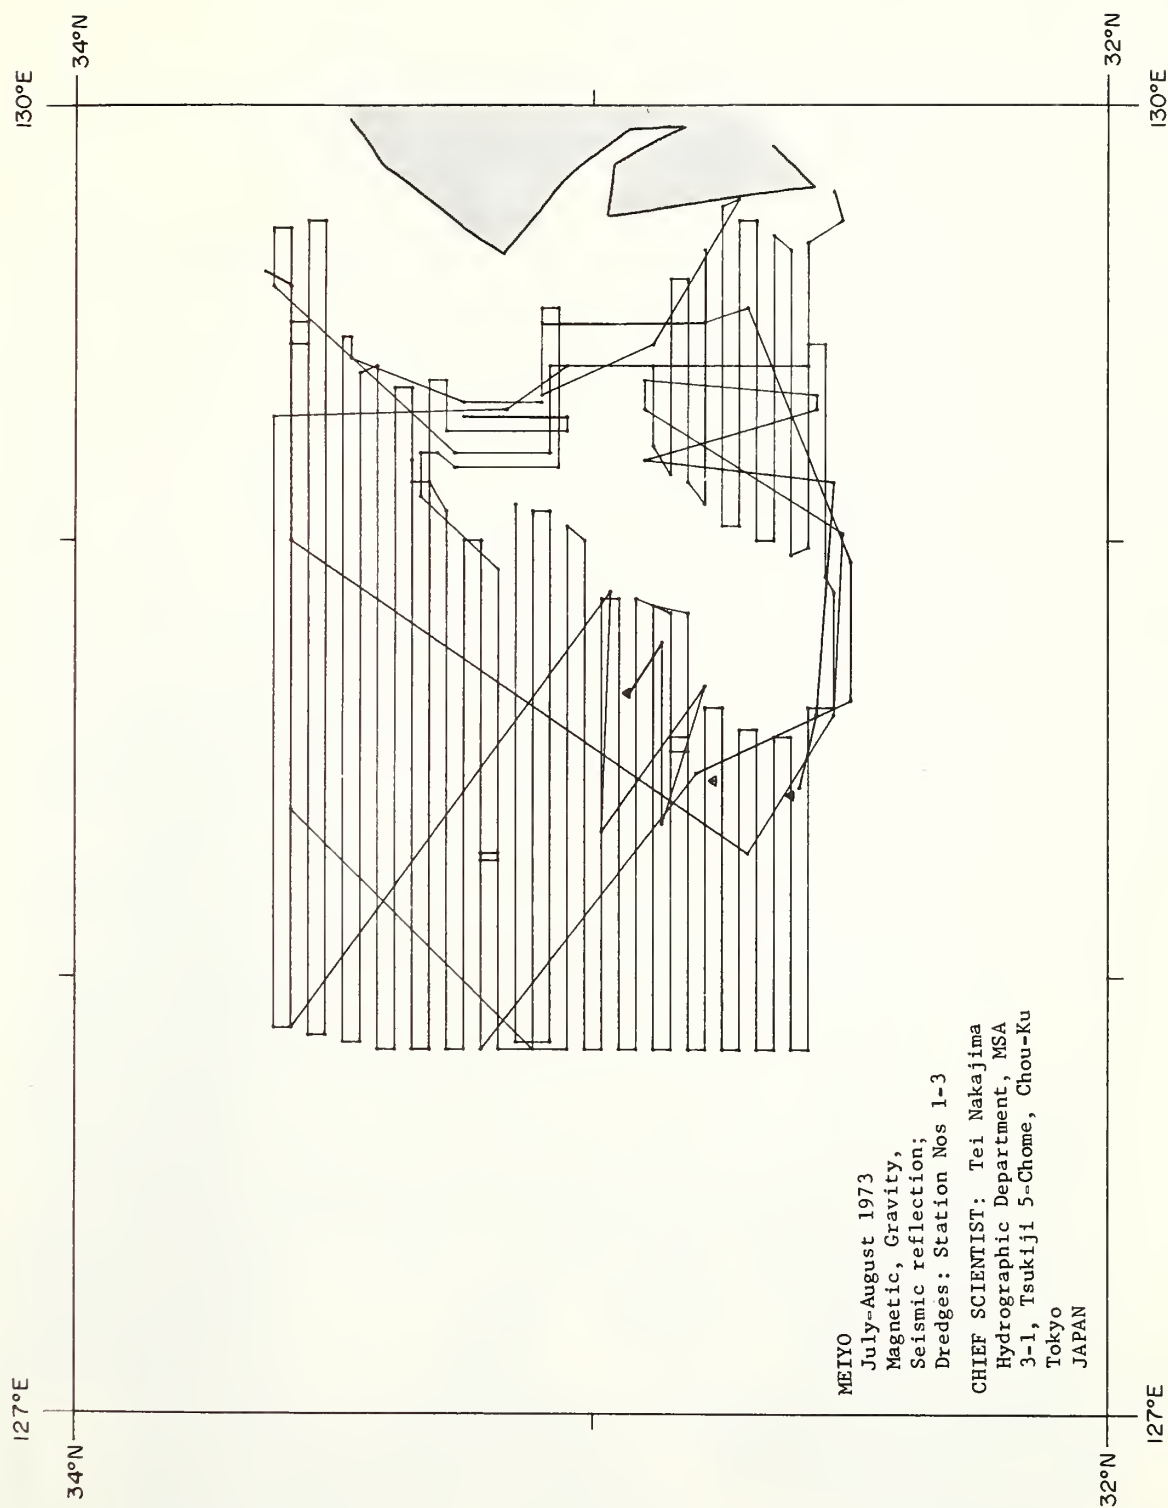 34°N
127°E
130°E
34°N
MEIYO
July-August 1973
Magnetic, Gravity,
Seismic reflection;
Dredges: Station Nos 1-3
CHIEF SCIENTIST: Tei Nakajima
Hydrographic Department, MSA
3-1, Tsukiji 5-Chome, Chou-Ku
Tokyo
JAPAN
32°N
127°E
130°E
32°N